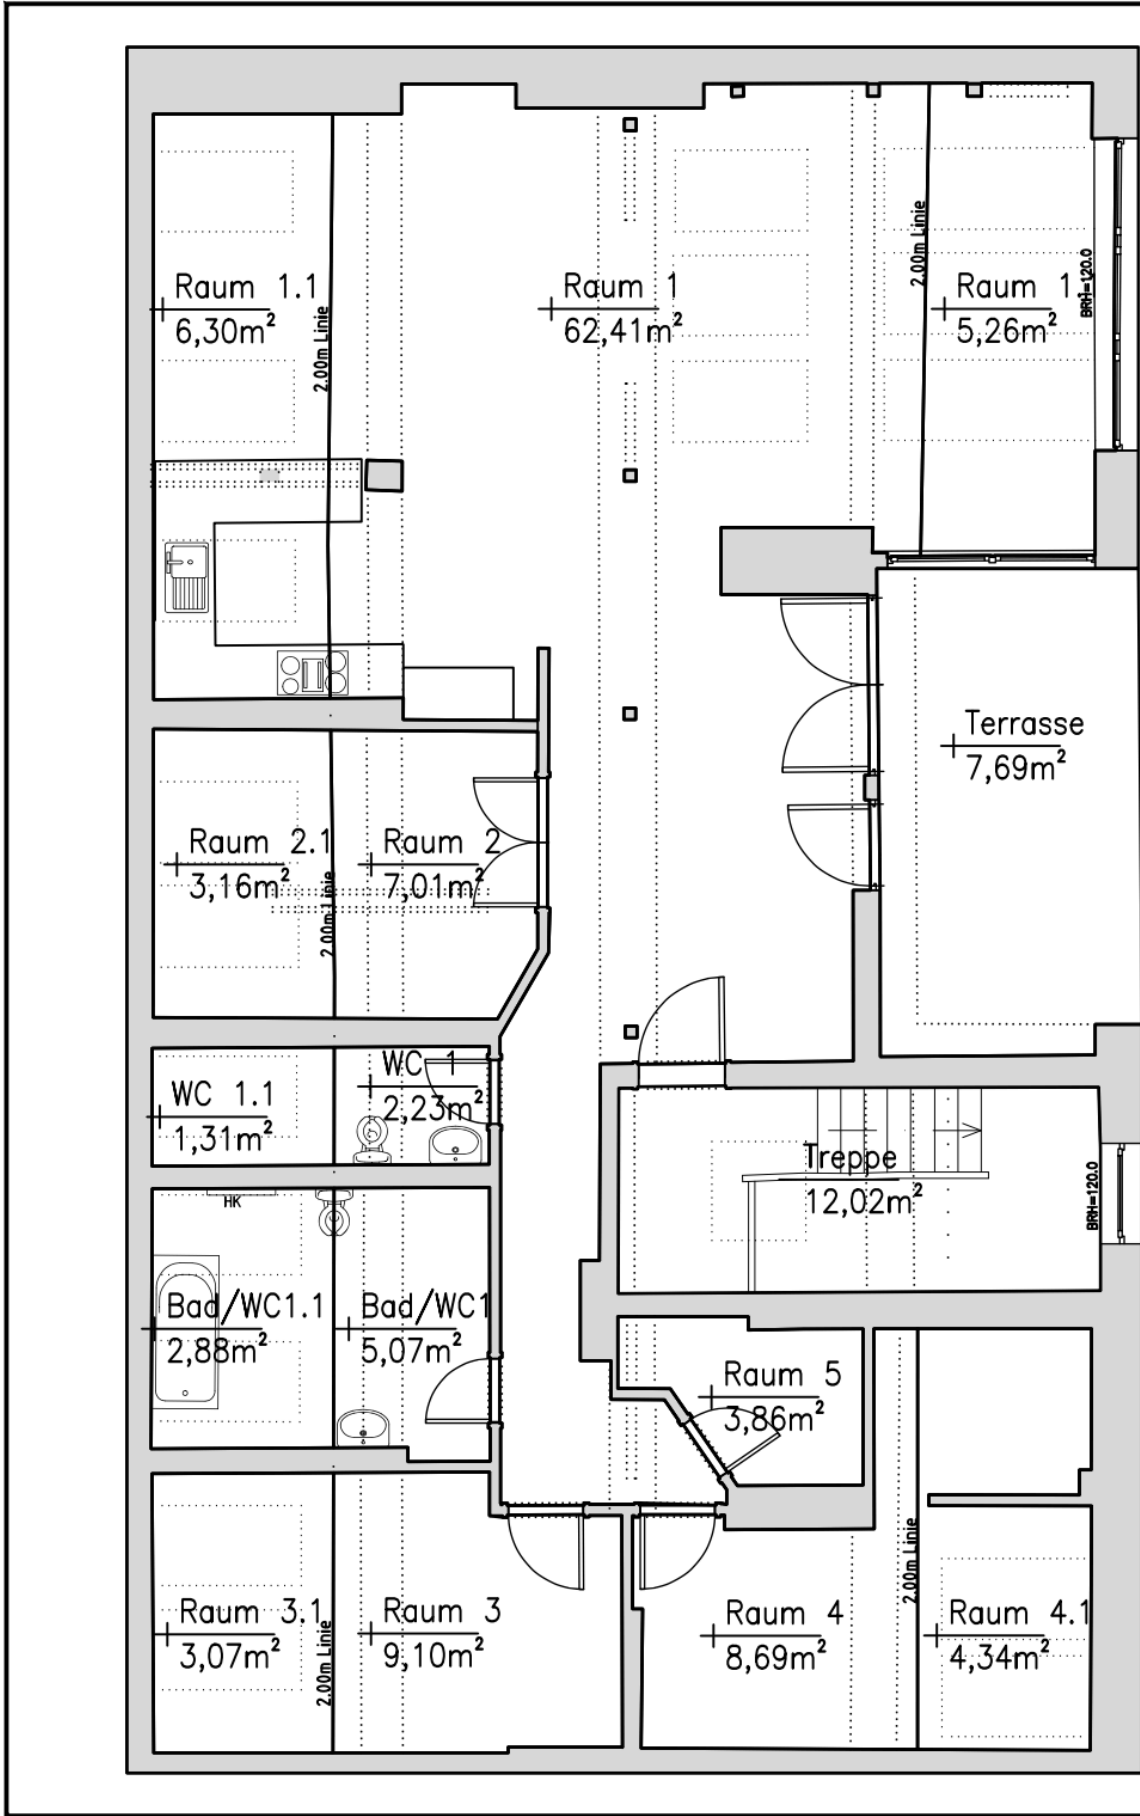 Raum 1.1
6,30m²
2.00m Linie
Raum 1
62,41m²
2.00m Linie
Raum 1.
5,26m²
BRH=120.0
Terrasse
7,69m²
Raum 2.1
3,16m²
2.00m Linie
Raum 2
7,01m²
WC 1.1
1,31m²
WC 1
2,23m²
Treppe
12,02m²
BRH=120.0
HK
Bad/WC1.1
2,88m²
Bad/WC1
5,07m²
Raum 5
3,86m²
Raum 3.1
3,07m²
2.00m Linie
Raum 3
9,10m²
Raum 4
8,69m²
2.00m Linie
Raum 4.1
4,34m²